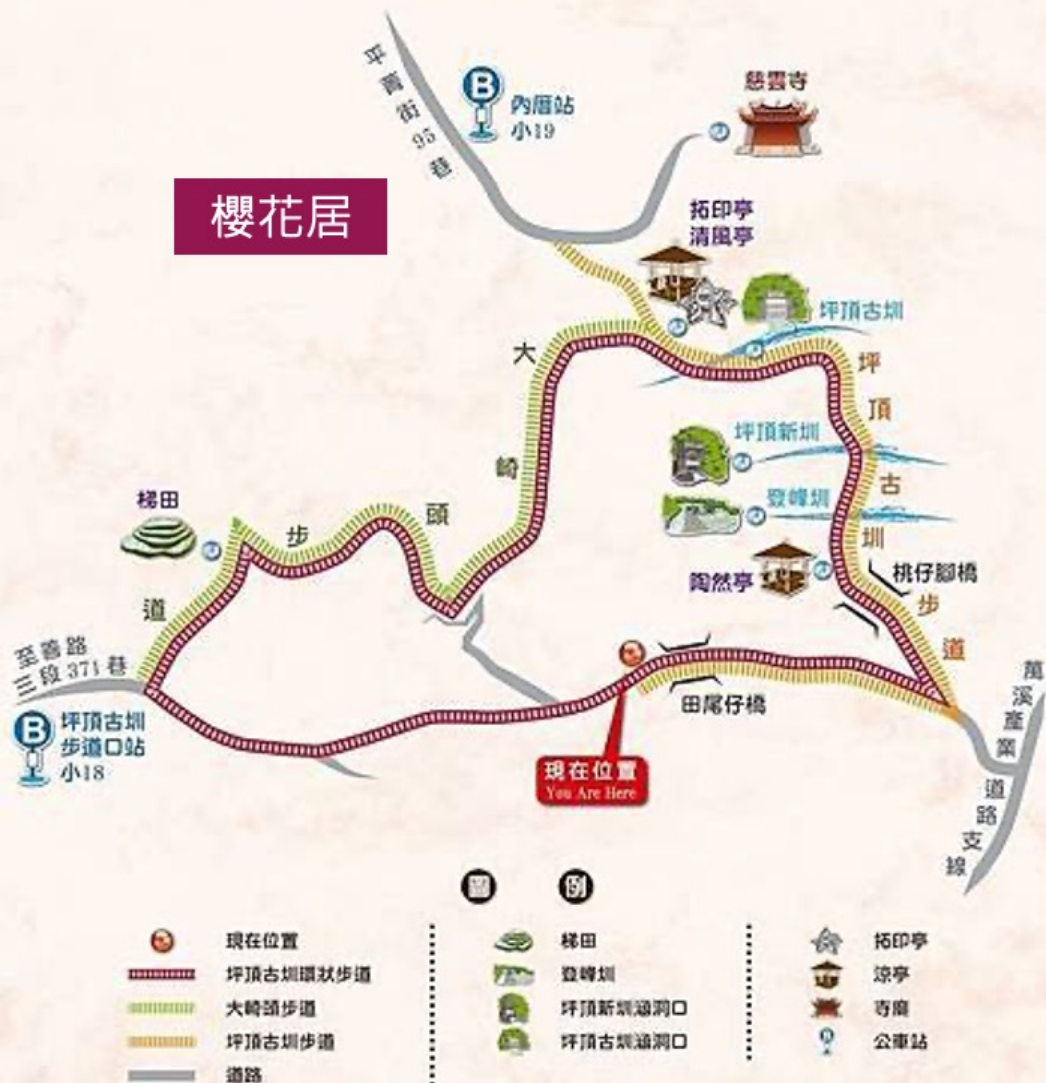 平菁街95巷
內厝站
小19
慈雲寺
櫻花居
拓印亭
清風亭
坪頂古圳
大崎頭步道
坪頂古圳步道
坪頂新圳
登峰圳
梯田
陶然亭
桃仔腳橋
至善路
三段371巷
坪頂古圳
步道口站
小18
田尾仔橋
現在位置
You Are Here
萬溪產業道路支線
圖例
現在位置
坪頂古圳環狀步道
大崎頭步道
坪頂古圳步道
道路
梯田
登峰圳
坪頂新圳涵洞口
坪頂古圳涵洞口
拓印亭
涼亭
寺廟
公車站